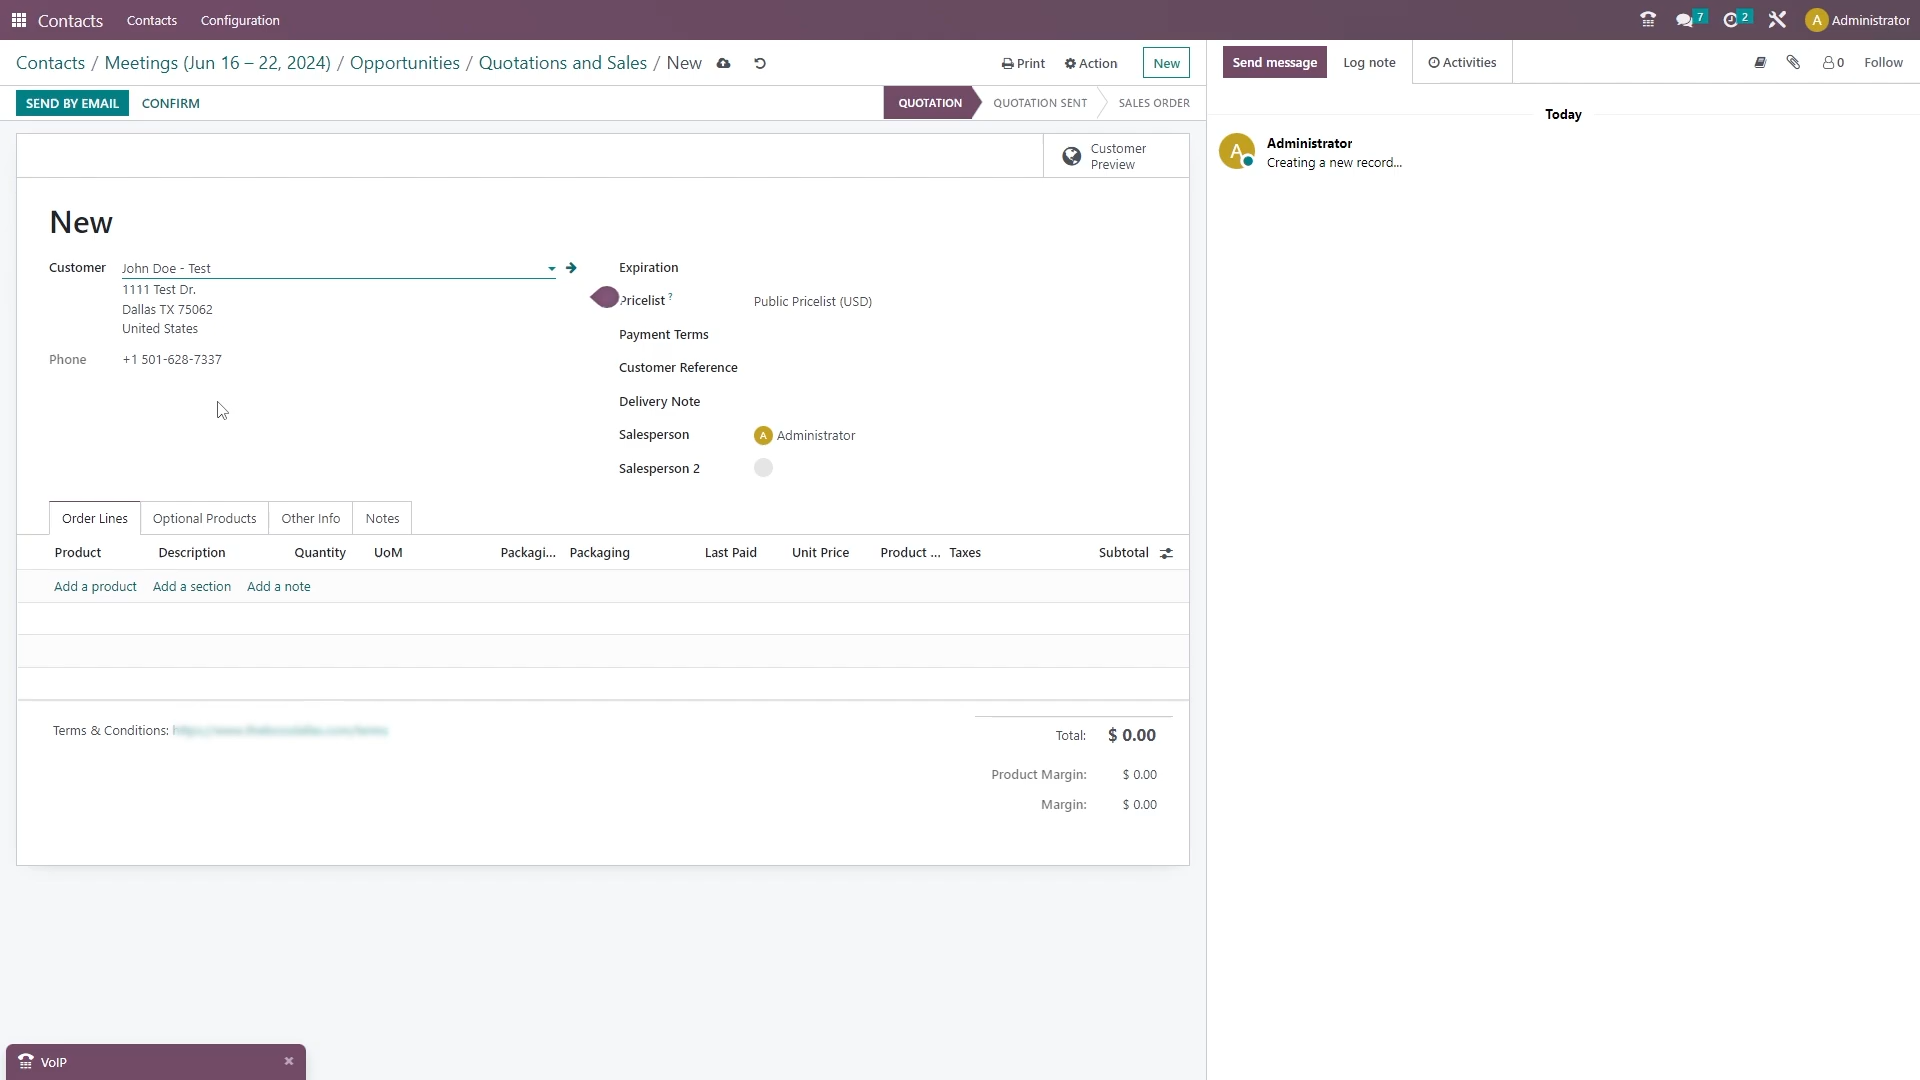 Contacts Contacts Configuration 7 2 A Administrator
Contacts / Meetings (Jun 16 – 22, 2024) / Opportunities / Quotations and Sales / New Print Action New
SEND BY EMAIL CONFIRM QUOTATION QUOTATION SENT SALES ORDER
Customer Preview
New
Customer John Doe - Test
1111 Test Dr.
Dallas TX 75062
United States
Phone +1 501-628-7337
Expiration
Pricelist ? Public Pricelist (USD)
Payment Terms
Customer Reference
Delivery Note
Salesperson A Administrator
Salesperson 2
Order Lines Optional Products Other Info Notes
Product Description Quantity UoM Packagi... Packaging Last Paid Unit Price Product ... Taxes Subtotal
Add a product Add a section Add a note
Terms & Conditions:
Total: $ 0.00
Product Margin: $ 0.00
Margin: $ 0.00
VoIP ×
Send message Log note Activities 0 Follow
Today
A Administrator
Creating a new record...